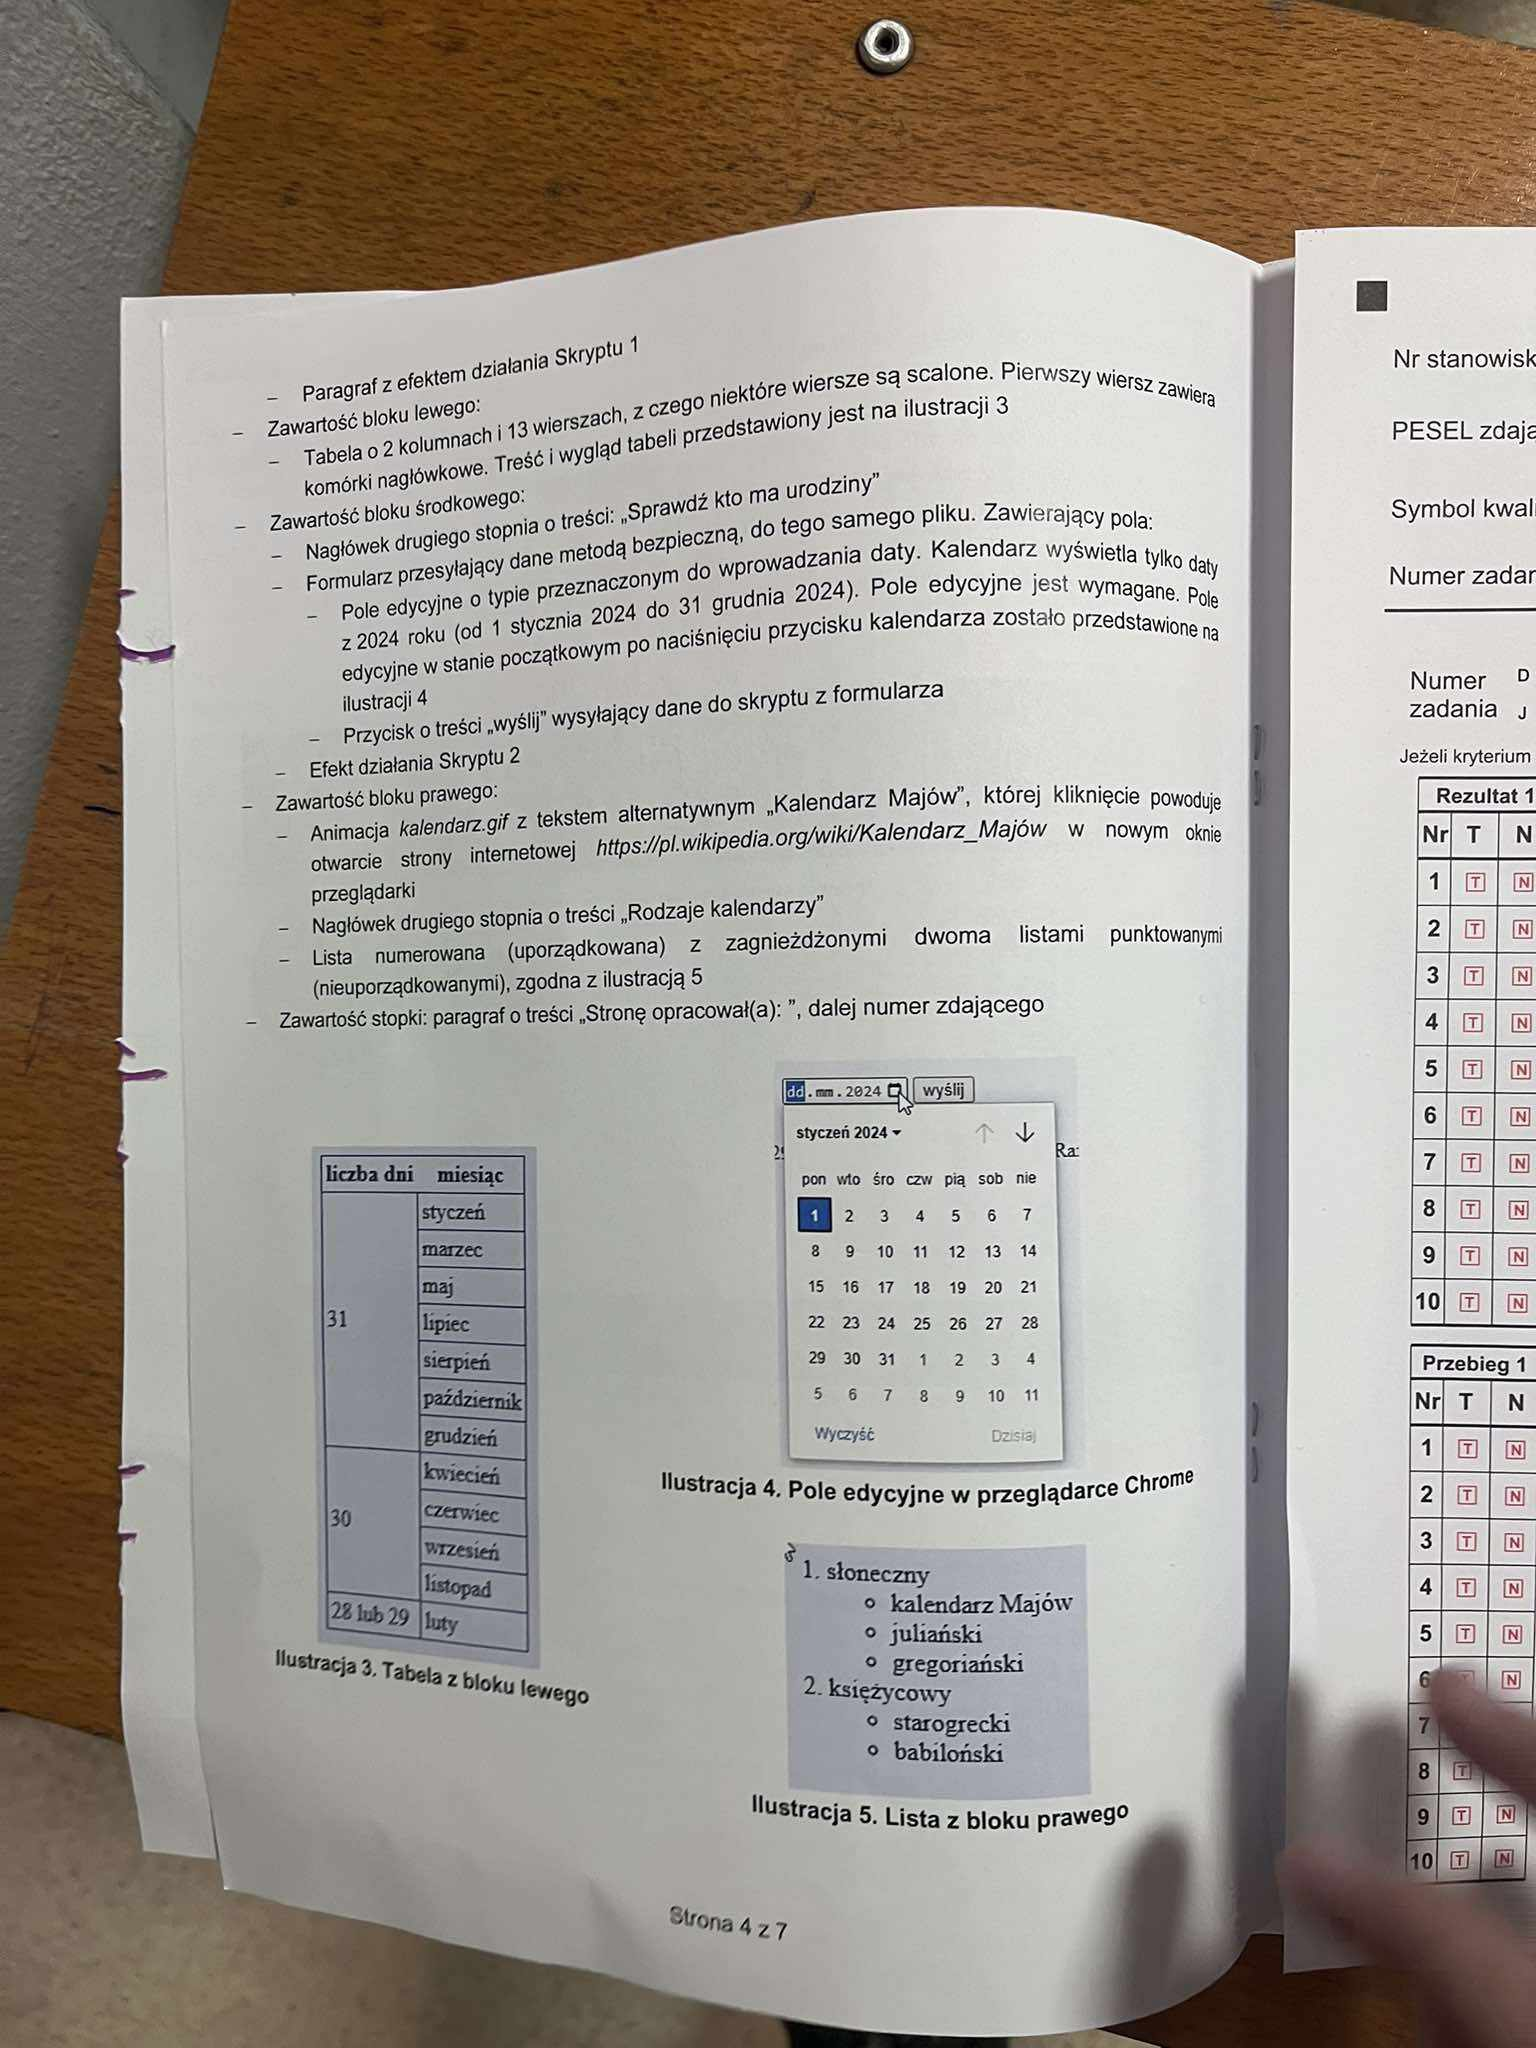 – Paragraf z efektem działania Skryptu 1
– Zawartość bloku lewego:
– Tabela o 2 kolumnach i 13 wierszach, z czego niektóre wiersze są scalone. Pierwszy wiersz zawiera
komórki nagłówkowe. Treść i wygląd tabeli przedstawiony jest na ilustracji 3
– Zawartość bloku środkowego:
– Nagłówek drugiego stopnia o treści: „Sprawdź kto ma urodziny”
– Formularz przesyłający dane metodą bezpieczną, do tego samego pliku. Zawierający pola:
– Pole edycyjne o typie przeznaczonym do wprowadzania daty. Kalendarz wyświetla tylko daty
z 2024 roku (od 1 stycznia 2024 do 31 grudnia 2024). Pole edycyjne jest wymagane. Pole
edycyjne w stanie początkowym po naciśnięciu przycisku kalendarza zostało przedstawione na
ilustracji 4
– Przycisk o treści „wyślij” wysyłający dane do skryptu z formularza
– Efekt działania Skryptu 2
– Zawartość bloku prawego:
– Animacja kalendarz.gif z tekstem alternatywnym „Kalendarz Majów”, której kliknięcie powoduje
otwarcie strony internetowej https://pl.wikipedia.org/wiki/Kalendarz_Majów w nowym oknie
przeglądarki
– Nagłówek drugiego stopnia o treści „Rodzaje kalendarzy”
– Lista numerowana (uporządkowana) z zagnieżdżonymi dwoma listami punktowanymi
(nieuporządkowanymi), zgodna z ilustracją 5
– Zawartość stopki: paragraf o treści „Stronę opracował(a): ”, dalej numer zdającego
liczba dni miesiąc
31
styczeń
marzec
maj
lipiec
sierpień
październik
grudzień
30
kwiecień
czerwiec
wrzesień
listopad
28 lub 29 luty
Ilustracja 3. Tabela z bloku lewego
dd.mm.2024 wyślij
styczeń 2024
Ra:
pon wto śro czw pią sob nie
1 2 3 4 5 6 7
8 9 10 11 12 13 14
15 16 17 18 19 20 21
22 23 24 25 26 27 28
29 30 31 1 2 3 4
5 6 7 8 9 10 11
Wyczyść Dzisiaj
Ilustracja 4. Pole edycyjne w przeglądarce Chrome
1. słoneczny
o kalendarz Majów
o juliański
o gregoriański
2. księżycowy
o starogrecki
o babiloński
Ilustracja 5. Lista z bloku prawego
Strona 4 z 7
Nr stanowisk
PESEL zdają
Symbol kwali
Numer zadan
Numer D
zadania J
Jeżeli kryterium
Rezultat 1
Nr T N
1 T N
2 T N
3 T N
4 T N
5 T N
6 T N
7 T N
8 T N
9 T N
10 T N
Przebieg 1
Nr T N
1 T N
2 T N
3 T N
4 T N
5 T N
6 T N
7
8 T
9 T N
10 T N